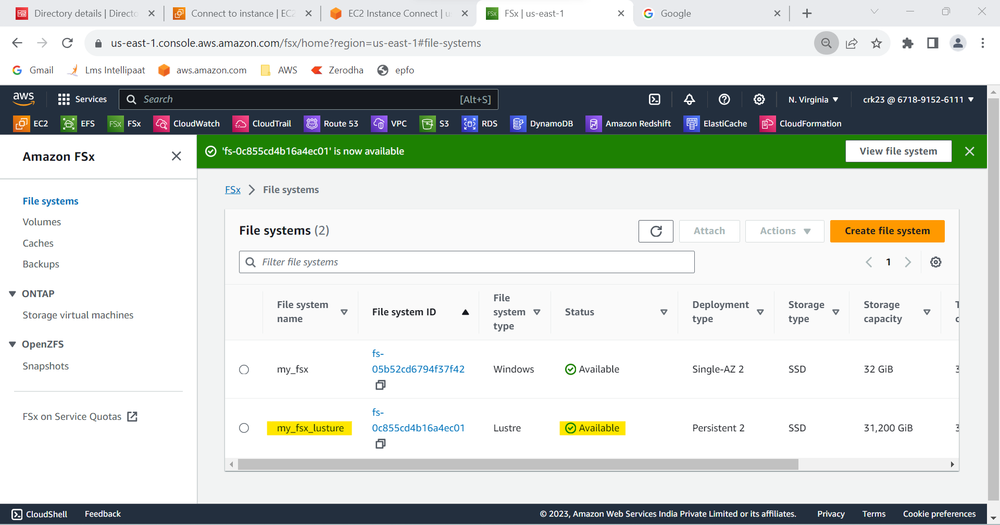 Directory details | Directo
Connect to instance | EC2
EC2 Instance Connect | us
FSx | us-east-1
Google
us-east-1.console.aws.amazon.com/fsx/home?region=us-east-1#file-systems
Gmail
Lms Intellipaat
aws.amazon.com
AWS
Zerodha
epfo
aws
Services
Search
[Alt+S]
N. Virginia
crk23 @ 6718-9152-6111
EC2
EFS
FSx
FSx
CloudWatch
CloudTrail
Route 53
VPC
S3
RDS
DynamoDB
Amazon Redshift
ElastiCache
CloudFormation
Amazon FSx
'fs-0c855cd4b16a4ec01' is now available
View file system
File systems
Volumes
Caches
Backups
ONTAP
Storage virtual machines
OpenZFS
Snapshots
FSx on Service Quotas
FSx
File systems
File systems (2)
Attach
Actions
Create file system
Filter file systems
1
File system
name
File system ID
File
system
type
Status
Deployment
type
Storage
type
Storage
capacity
my_fsx
fs-
05b52cd6794f37f42
Windows
Available
Single-AZ 2
SSD
32 GiB
my_fsx_lusture
fs-
0c855cd4b16a4ec01
Lustre
Available
Persistent 2
SSD
31,200 GiB
CloudShell
Feedback
© 2023, Amazon Web Services India Private Limited or its affiliates.
Privacy
Terms
Cookie preferences